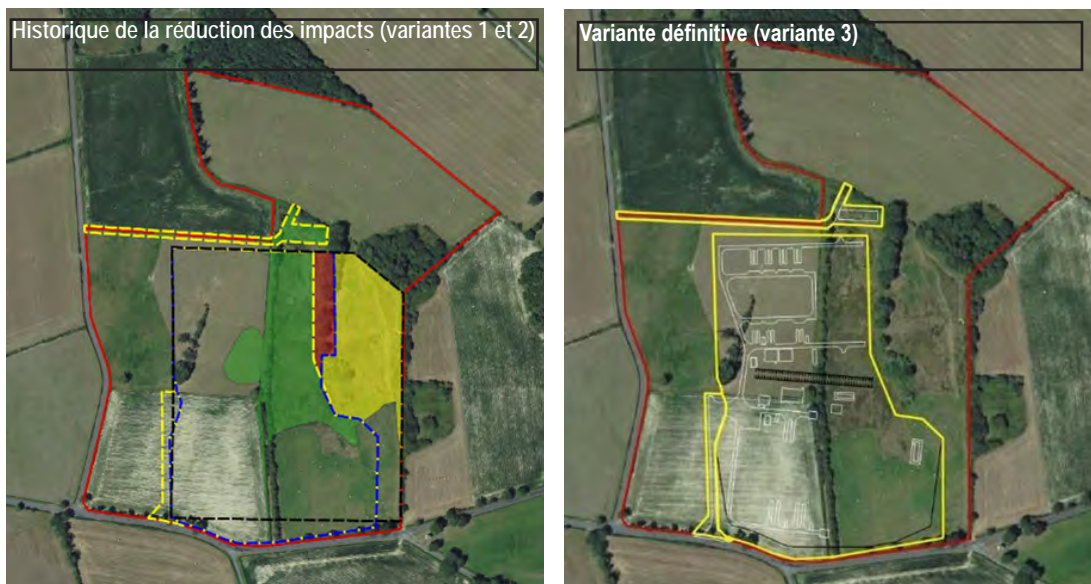 Historique de la réduction des impacts (variantes 1 et 2)
Variante définitive (variante 3)